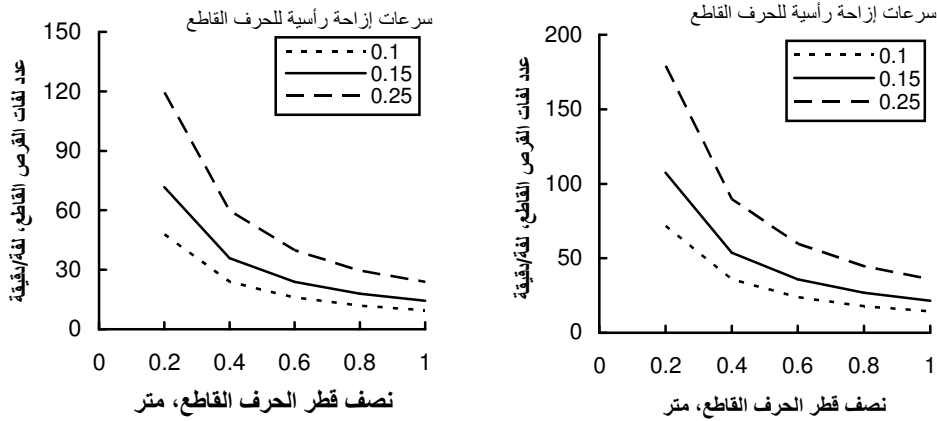 سرعات إزاحة رأسية للحرف القاطع
150
120
90
60
30
0
0.1
0.15
0.25
عدد لفات القرص القاطع، لفة/دقيقة
0 0.2 0.4 0.6 0.8 1
نصف قطر الحرف القاطع، متر
سرعات إزاحة رأسية للحرف القاطع
200
150
100
50
0
0.1
0.15
0.25
عدد لفات القرص القاطع، لفة/دقيقة
0 0.2 0.4 0.6 0.8 1
نصف قطر الحرف القاطع، متر